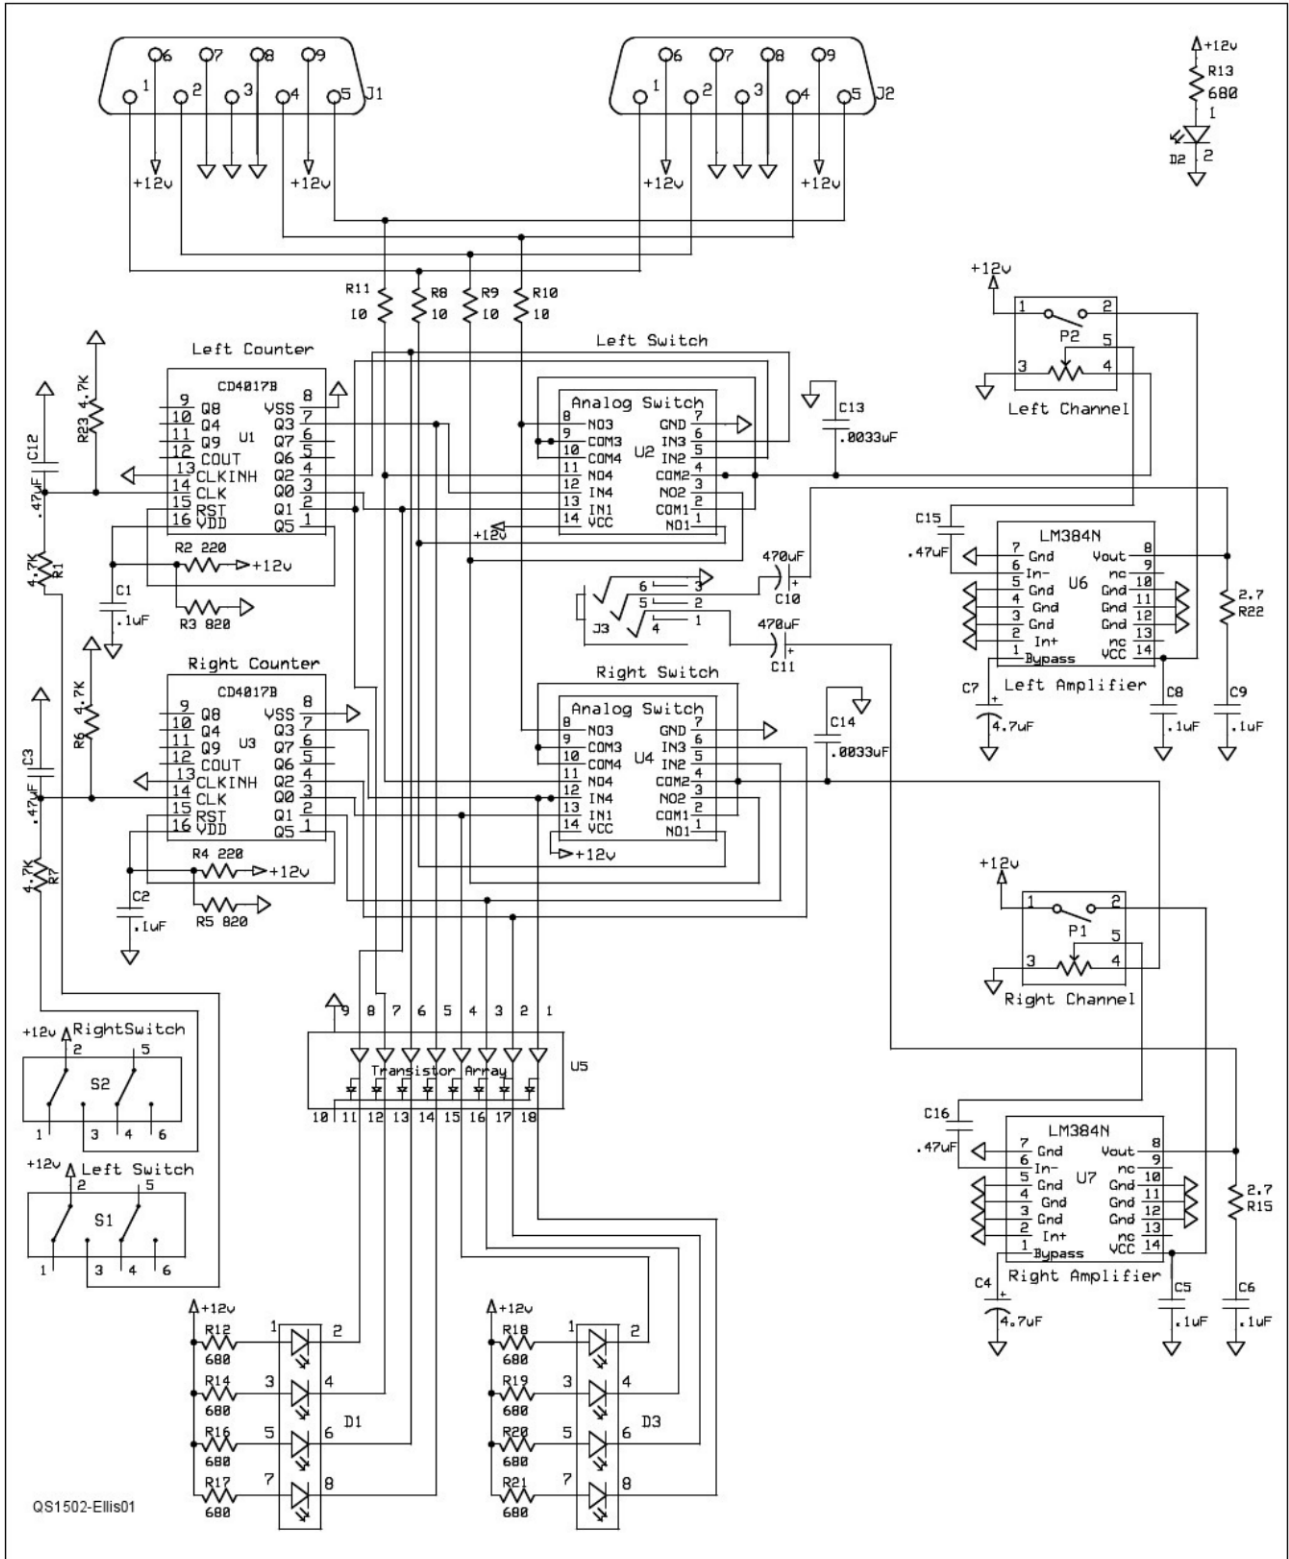 6 7 8 9
1 2 3 4 5 J1
+12v +12v
6 7 8 9
1 2 3 4 5 J2
+12v +12v
+12v
R13
680
1
D2 2
R11
10
R8
10
R9
10
R10
10
Left Counter
CD4017B
U1
9 Q8 VSS 8
10 Q4 Q3 7
11 Q9 Q7 6
12 COUT Q6 5
13 CLKINH Q2 4
14 CLK Q0 3
15 RST Q1 2
16 VDD Q5 1
R23 4.7K
C12
.47uF
4.7K
R1
R2 220
+12v
R3 820
C1
.1uF
Left Switch
Analog Switch
U2
8 NO3 GND 7
9 COM3 IN3 6
10 COM4 IN2 5
11 NO4 COM2 4
12 IN4 NO2 3
13 IN1 COM1 2
14 VCC NO1 1
+12v
C13
.0033uF
+12v
1 2
P2
5
3 4
Left Channel
C15
.47uF
LM384N
U6
7 Gnd Vout 8
6 In- nc 9
5 Gnd Gnd 10
4 Gnd Gnd 11
3 Gnd Gnd 12
2 In+ nc 13
1 Bypass VCC 14
Left Amplifier
2.7
R22
C7
+
4.7uF
C8
.1uF
C9
.1uF
470uF
+
C10
470uF
+
C11
6 3
5 2
4 1
J3
Right Counter
CD4017B
U3
9 Q8 VSS 8
10 Q4 Q3 7
11 Q9 Q7 6
12 COUT Q6 5
13 CLKINH Q2 4
14 CLK Q0 3
15 RST Q1 2
16 VDD Q5 1
R6 4.7K
C3
.47uF
4.7K
R7
R4 220
+12v
R5 820
C2
.1uF
Right Switch
Analog Switch
U4
8 NO3 GND 7
9 COM3 IN3 6
10 COM4 IN2 5
11 NO4 COM2 4
12 IN4 NO2 3
13 IN1 COM1 2
14 VCC NO1 1
+12v
C14
.0033uF
+12v
1 2
P1
5
3 4
Right Channel
9 8 7 6 5 4 3 2 1
Transistor Array
U5
10 11 12 13 14 15 16 17 18
+12v RightSwitch
2 5
S2
1 3 4 6
+12v Left Switch
2 5
S1
1 3 4 6
C16
.47uF
LM384N
U7
7 Gnd Vout 8
6 In- nc 9
5 Gnd Gnd 10
4 Gnd Gnd 11
3 Gnd Gnd 12
2 In+ nc 13
1 Bypass VCC 14
Right Amplifier
2.7
R15
C4
+
4.7uF
C5
.1uF
C6
.1uF
+12v
R12 1 2
680
R14 3 4
680
D1
R16 5 6
680
R17 7 8
680
+12v
R18 1 2
680
R19 3 4
680
D3
R20 5 6
680
R21 7 8
680
QS1502-Ellis01